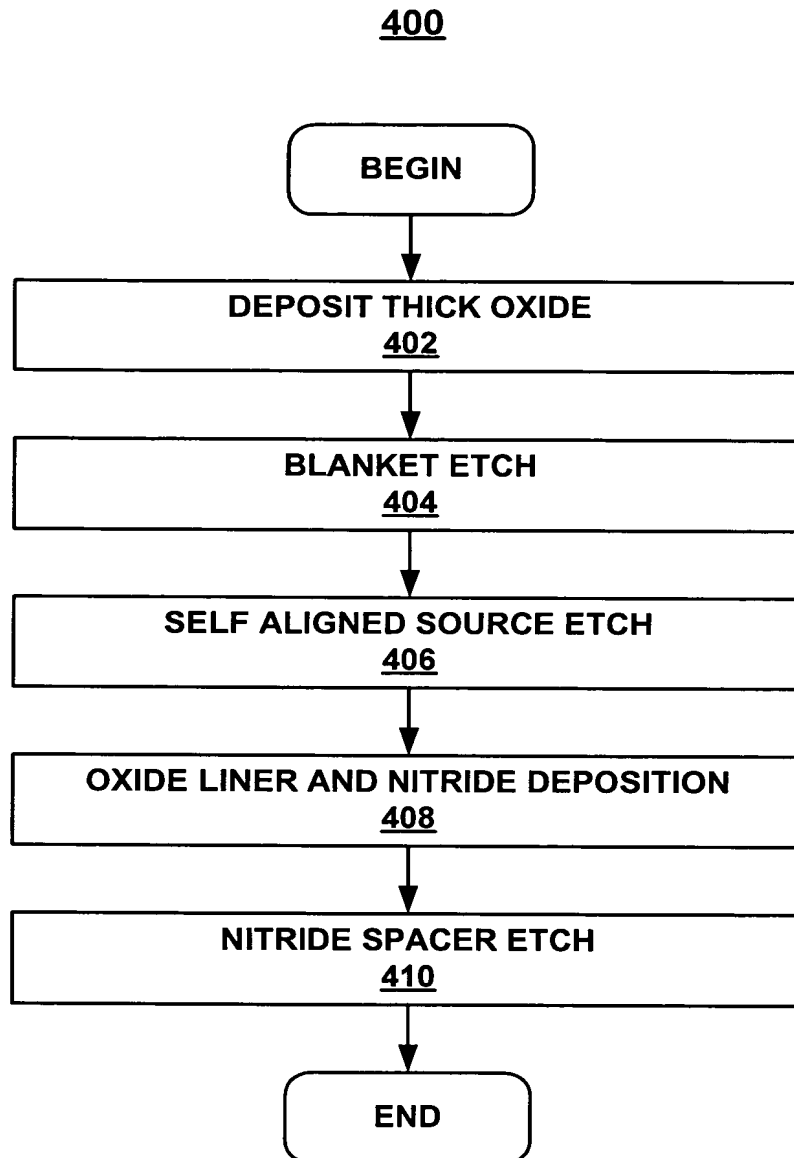 400
BEGIN
DEPOSIT THICK OXIDE
402
BLANKET ETCH
404
SELF ALIGNED SOURCE ETCH
406
OXIDE LINER AND NITRIDE DEPOSITION
408
NITRIDE SPACER ETCH
410
END